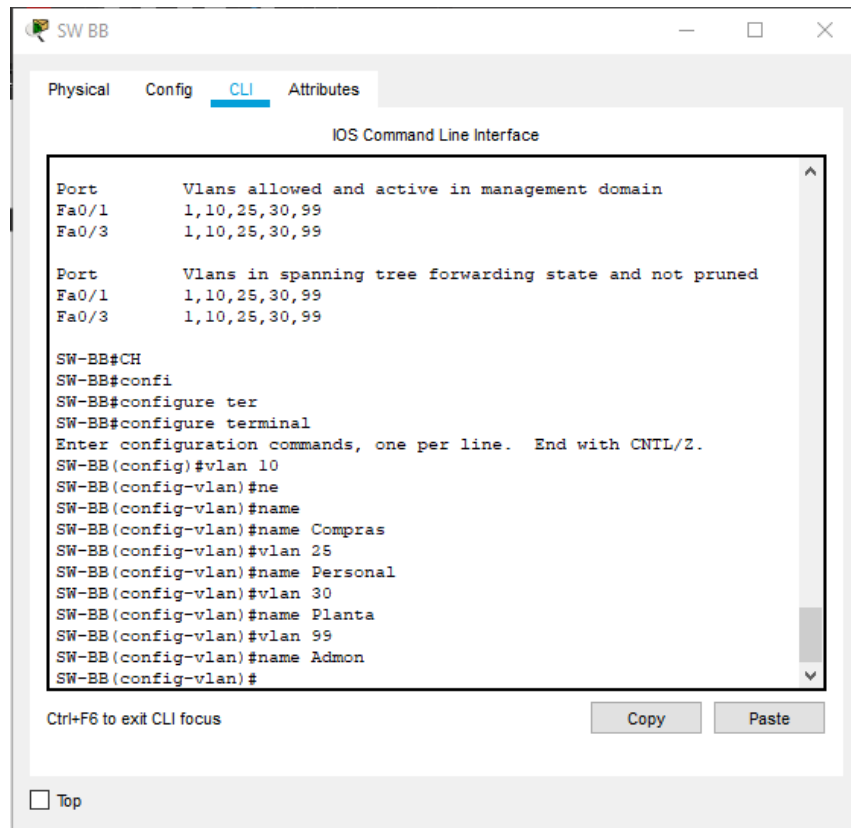 SW BB
Physical Config CLI Attributes
IOS Command Line Interface
Port Vlans allowed and active in management domain
Fa0/1 1,10,25,30,99
Fa0/3 1,10,25,30,99
Port Vlans in spanning tree forwarding state and not pruned
Fa0/1 1,10,25,30,99
Fa0/3 1,10,25,30,99
SW-BB#CH
SW-BB#confi
SW-BB#configure ter
SW-BB#configure terminal
Enter configuration commands, one per line. End with CNTL/Z.
SW-BB(config)#vlan 10
SW-BB(config-vlan)#ne
SW-BB(config-vlan)#name
SW-BB(config-vlan)#name Compras
SW-BB(config-vlan)#vlan 25
SW-BB(config-vlan)#name Personal
SW-BB(config-vlan)#vlan 30
SW-BB(config-vlan)#name Planta
SW-BB(config-vlan)#vlan 99
SW-BB(config-vlan)#name Admon
SW-BB(config-vlan)#
Ctrl+F6 to exit CLI focus Copy Paste
Top